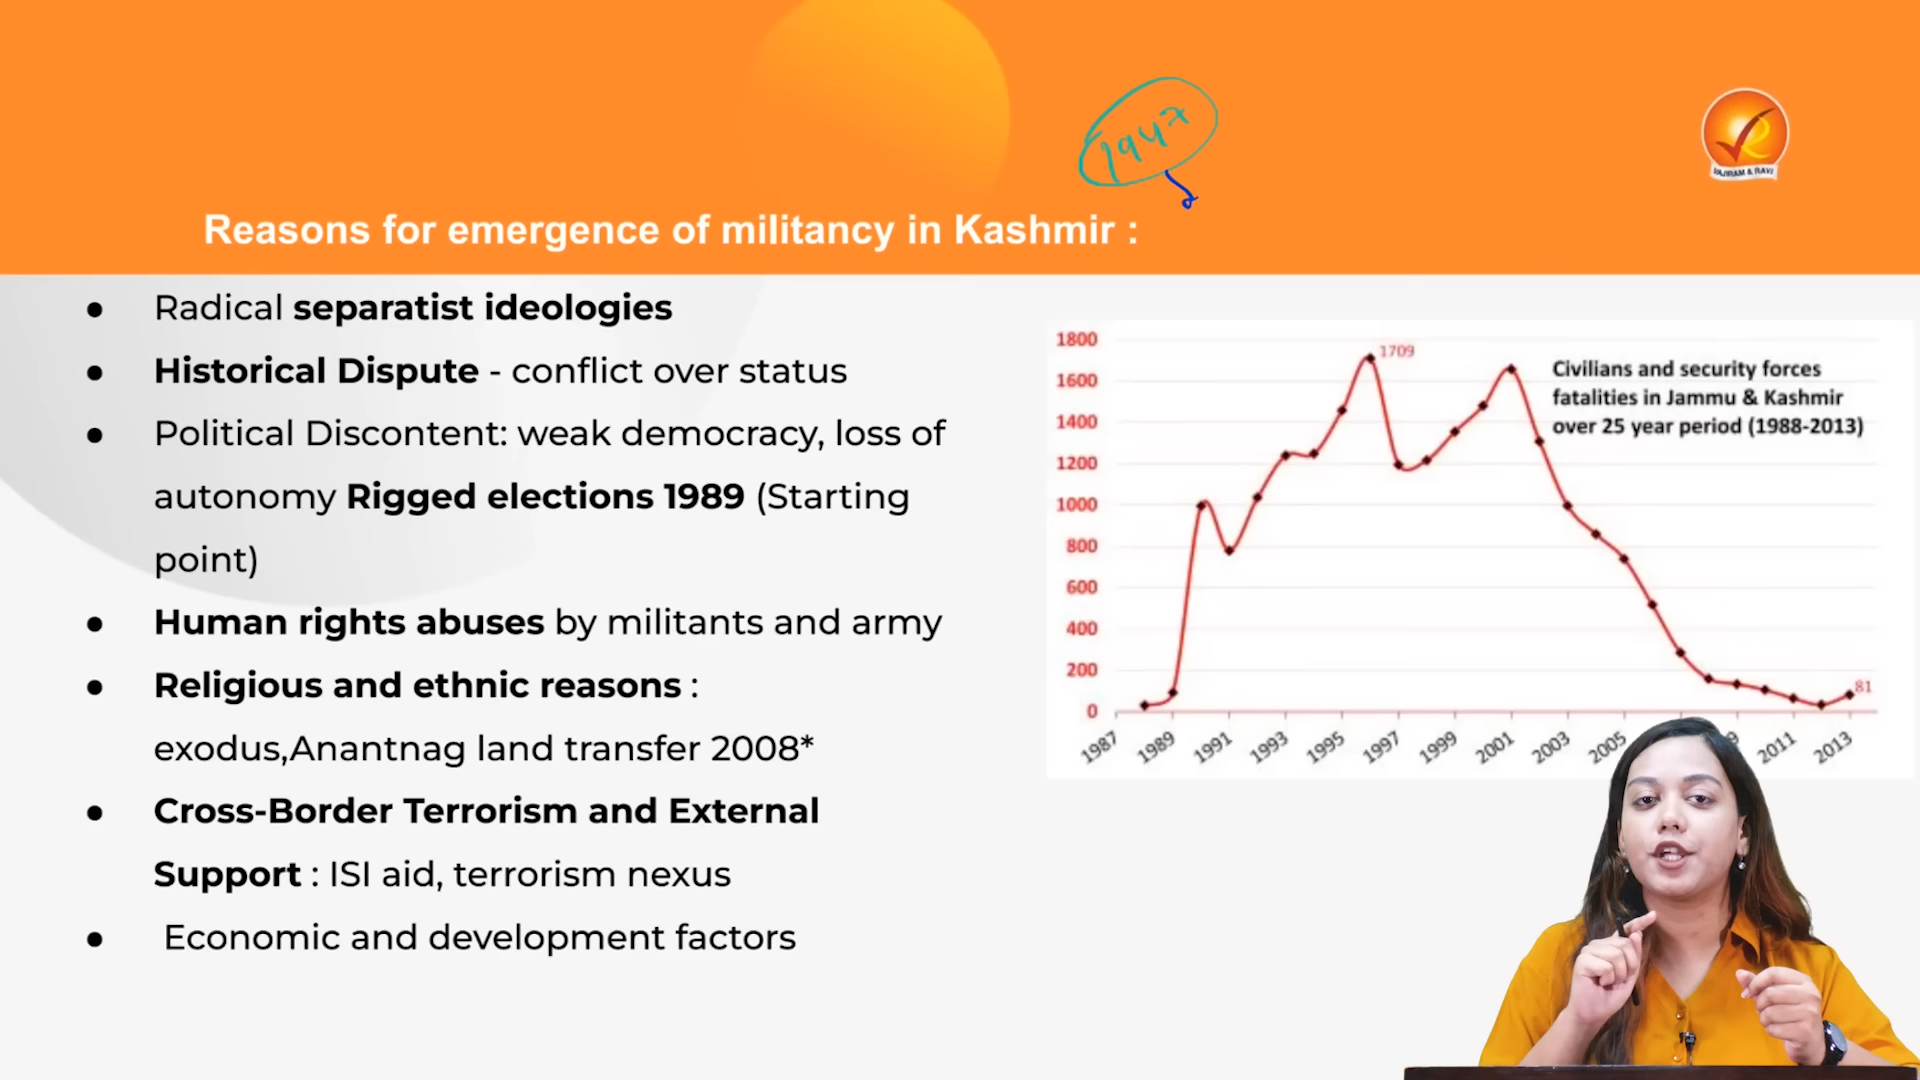 1947
VAJIRAM & RAVI
Reasons for emergence of militancy in Kashmir :
● Radical separatist ideologies
● Historical Dispute - conflict over status
● Political Discontent: weak democracy, loss of
autonomy Rigged elections 1989 (Starting
point)
● Human rights abuses by militants and army
● Religious and ethnic reasons :
exodus,Anantnag land transfer 2008*
● Cross-Border Terrorism and External
Support : ISI aid, terrorism nexus
● Economic and development factors
Civilians and security forces
fatalities in Jammu & Kashmir
over 25 year period (1988-2013)
1800
1600
1400
1200
1000
800
600
400
200
0
1709
81
1987 1989 1991 1993 1995 1997 1999 2001 2003 2005 2011 2013